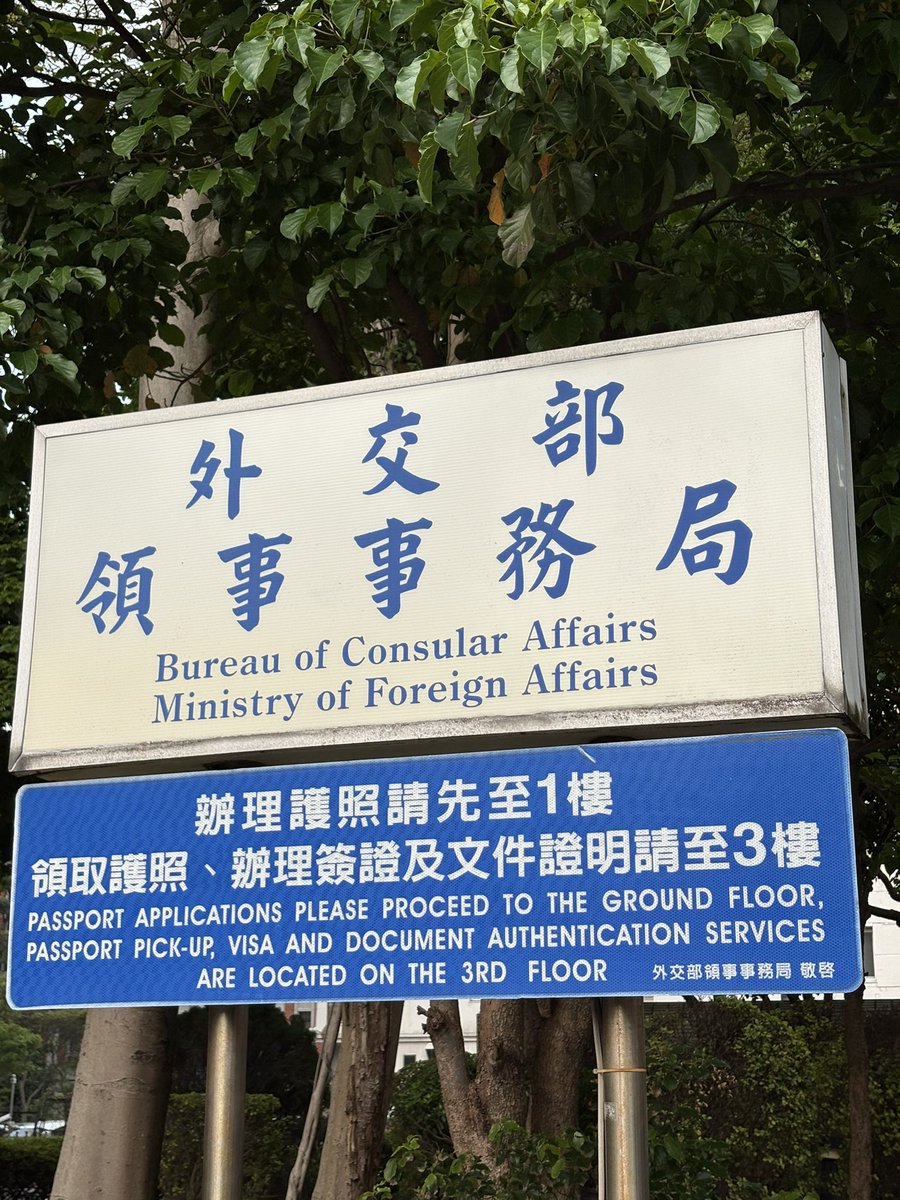 外交部
領事事務局
Bureau of Consular Affairs
Ministry of Foreign Affairs
辦理護照請先至1樓
領取護照、辦理簽證及文件證明請至3樓
PASSPORT APPLICATIONS PLEASE PROCEED TO THE GROUND FLOOR,
PASSPORT PICK-UP, VISA AND DOCUMENT AUTHENTICATION SERVICES
ARE LOCATED ON THE 3RD FLOOR 外交部領事事務局 敬啓